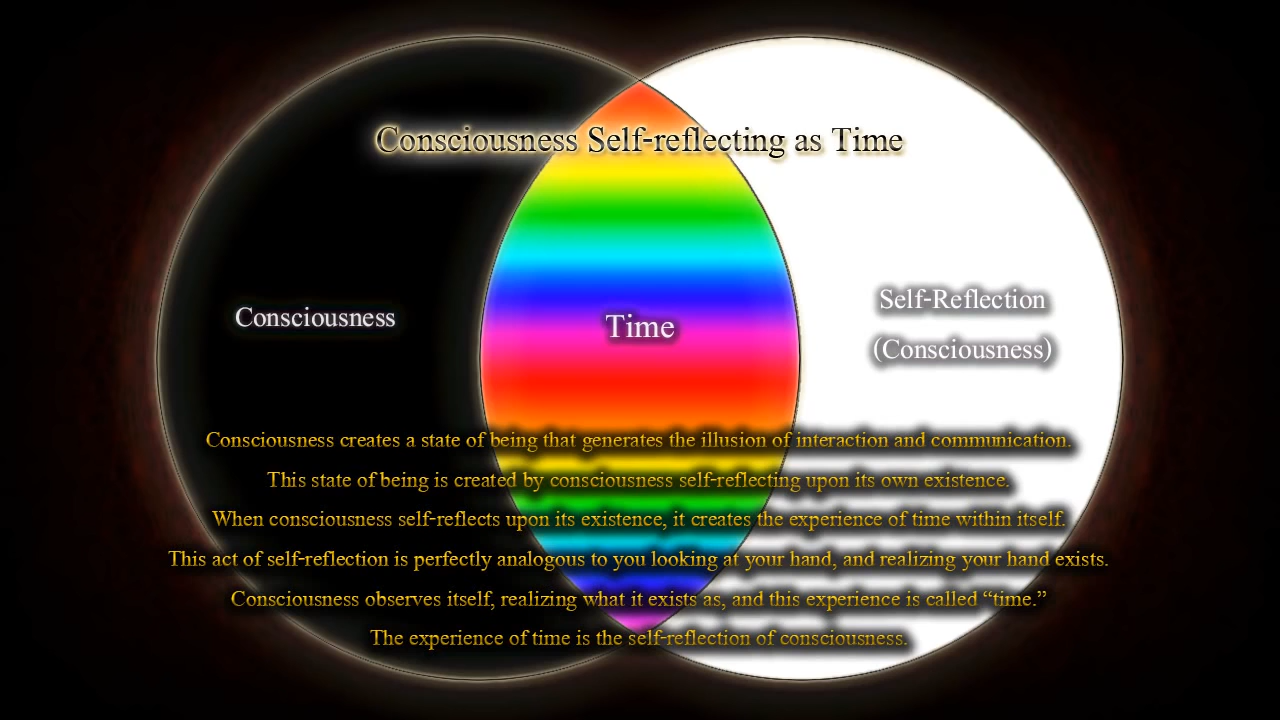 Consciousness Self-reflecting as Time
Consciousness
Time
Self-Reflection
(Consciousness)
Consciousness creates a state of being that generates the illusion of interaction and communication.
This state of being is created by consciousness self-reflecting upon its own existence.
When consciousness self-reflects upon its existence, it creates the experience of time within itself.
This act of self-reflection is perfectly analogous to you looking at your hand, and realizing your hand exists.
Consciousness observes itself, realizing what it exists as, and this experience is called “time.”
The experience of time is the self-reflection of consciousness.